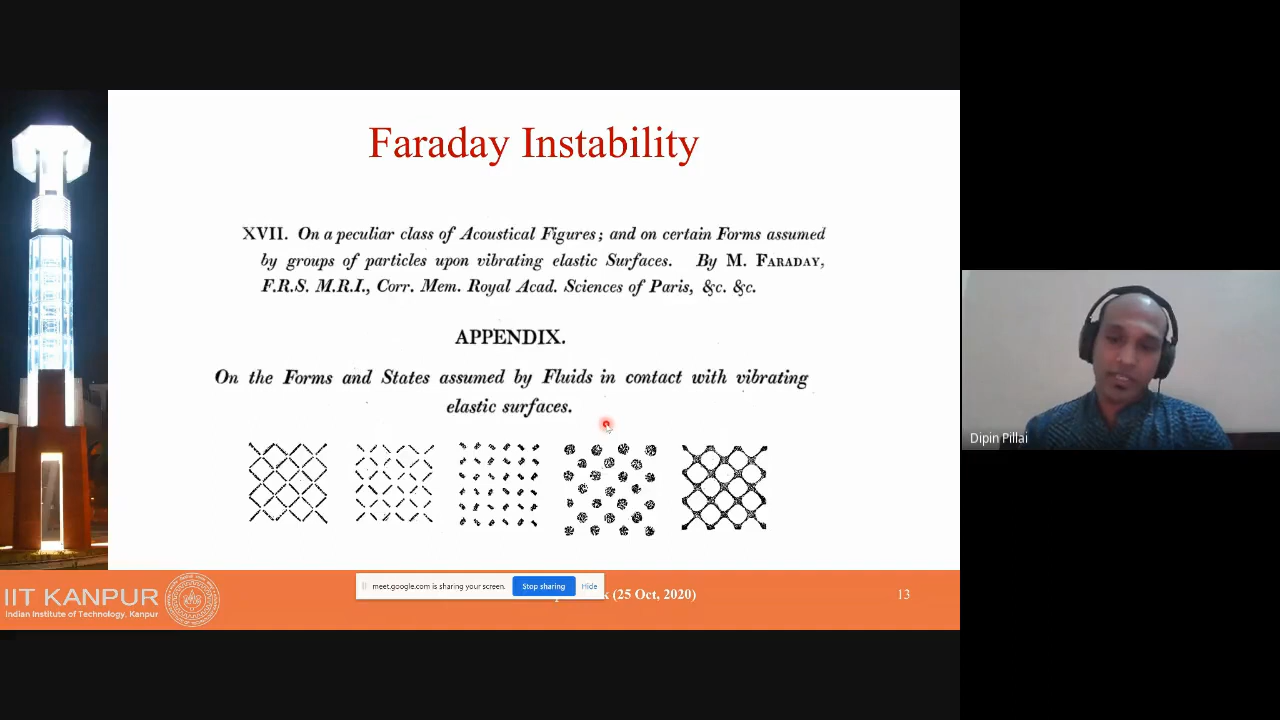 Faraday Instability
XVII. On a peculiar class of Acoustical Figures; and on certain Forms assumed
by groups of particles upon vibrating elastic Surfaces. By M. FARADAY,
F.R.S. M.R.I., Corr. Mem. Royal Acad. Sciences of Paris, &c. &c.
APPENDIX.
On the Forms and States assumed by Fluids in contact with vibrating
elastic surfaces.
Dipin Pillai
meet.google.com is sharing your screen. Stop sharing Hide
IIT KANPUR
Indian Institute of Technology, Kanpur
(25 Oct, 2020)
13